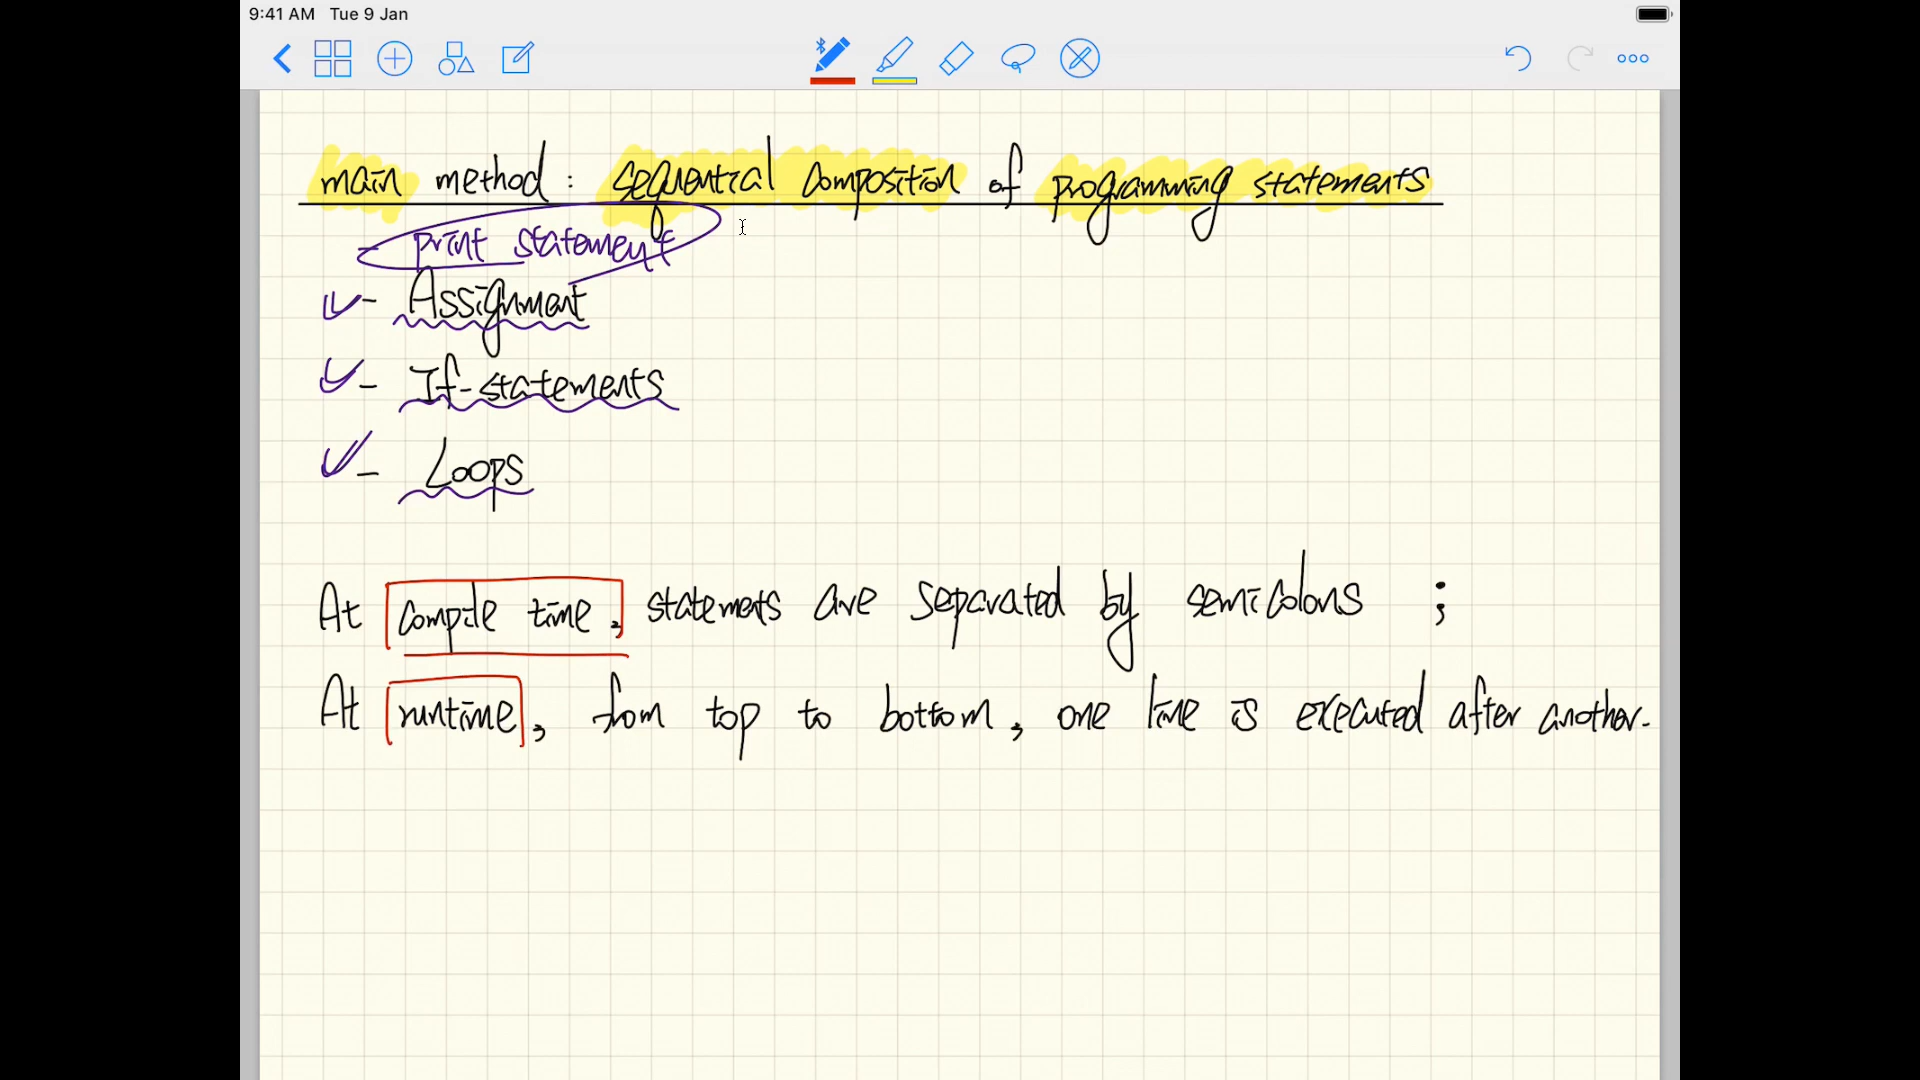 9:41 AM Tue 9 Jan
main method : sequential composition of programming statements
- print statement
- Assignment
- If-statements
- Loops
At compile time, statements are separated by semicolons ;
At runtime, from top to bottom, one line is executed after another.